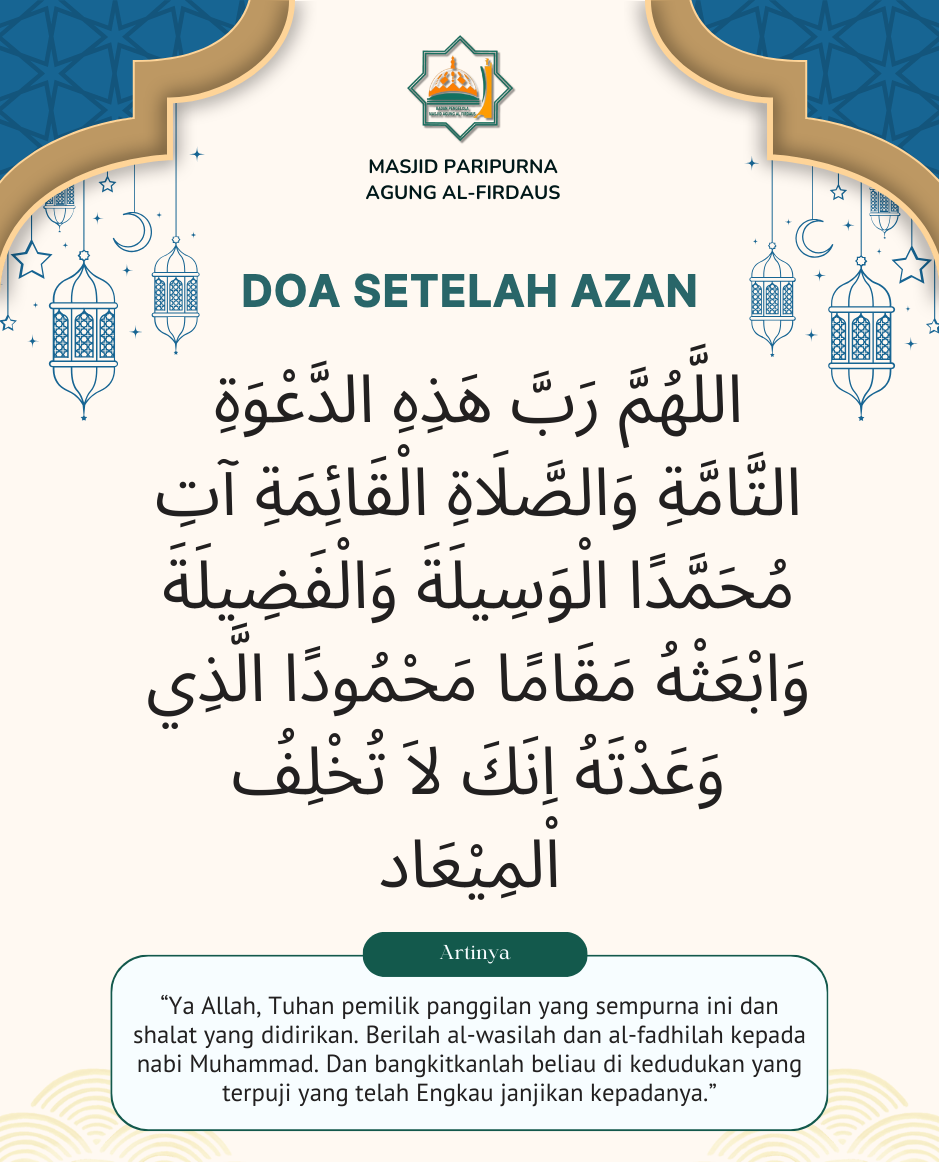 MASJID PARIPURNA
AGUNG AL-FIRDAUS
DOA SETELAH AZAN
اللَّهُمَّ رَبَّ هَذِهِ الدَّعْوَةِ
التَّامَّةِ وَالصَّلَاةِ الْقَائِمَةِ آتِ
مُحَمَّدًا الْوَسِيلَةَ وَالْفَضِيلَةَ
وَابْعَثْهُ مَقَامًا مَحْمُودًا الَّذِي
وَعَدْتَهُ اِنَكَ لاَ تُخْلِفُ
اْلمِيْعَاد
Artinya
“Ya Allah, Tuhan pemilik panggilan yang sempurna ini dan
shalat yang didirikan. Berilah al-wasilah dan al-fadhilah kepada
nabi Muhammad. Dan bangkitkanlah beliau di kedudukan yang
terpuji yang telah Engkau janjikan kepadanya.”